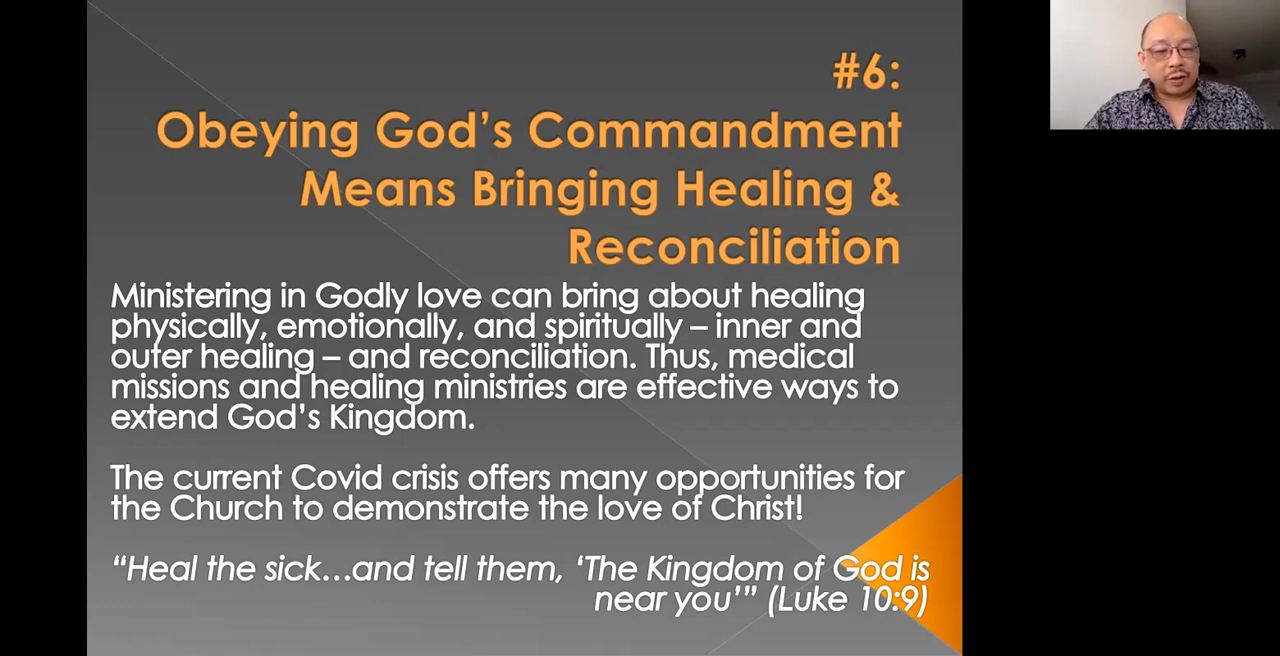 #6:
Obeying God’s Commandment
Means Bringing Healing &
Reconciliation
Ministering in Godly love can bring about healing
physically, emotionally, and spiritually – inner and
outer healing – and reconciliation. Thus, medical
missions and healing ministries are effective ways to
extend God’s Kingdom.
The current Covid crisis offers many opportunities for
the Church to demonstrate the love of Christ!
“Heal the sick…and tell them, ‘The Kingdom of God is
near you’” (Luke 10:9)